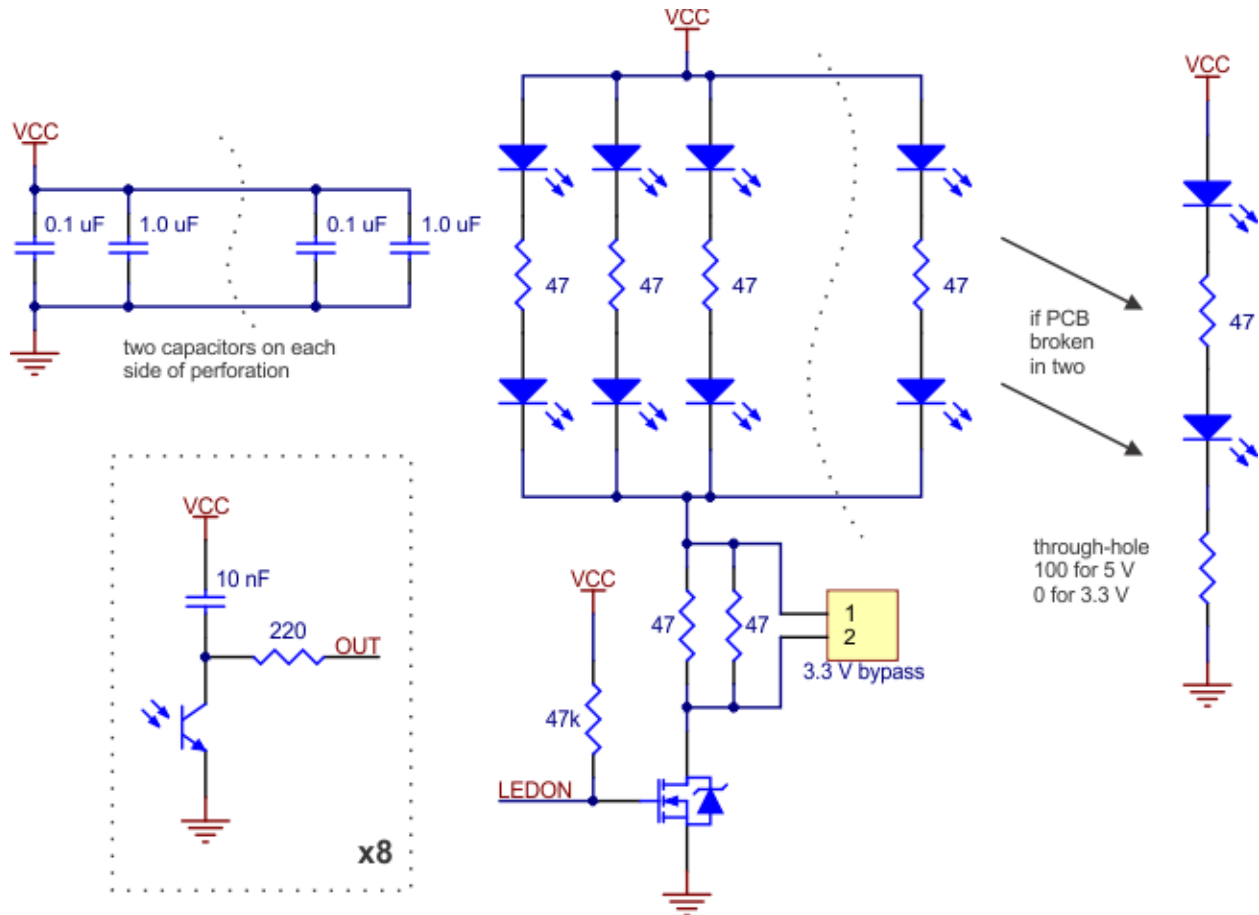 VCC
VCC
VCC
0.1 uF
1.0 uF
0.1 uF
1.0 uF
47
47
47
47
two capacitors on each
side of perforation
if PCB
broken
in two
47
VCC
10 nF
220
OUT
x8
VCC
47k
LEDON
47
47
1
2
3.3 V bypass
through-hole
100 for 5 V
0 for 3.3 V